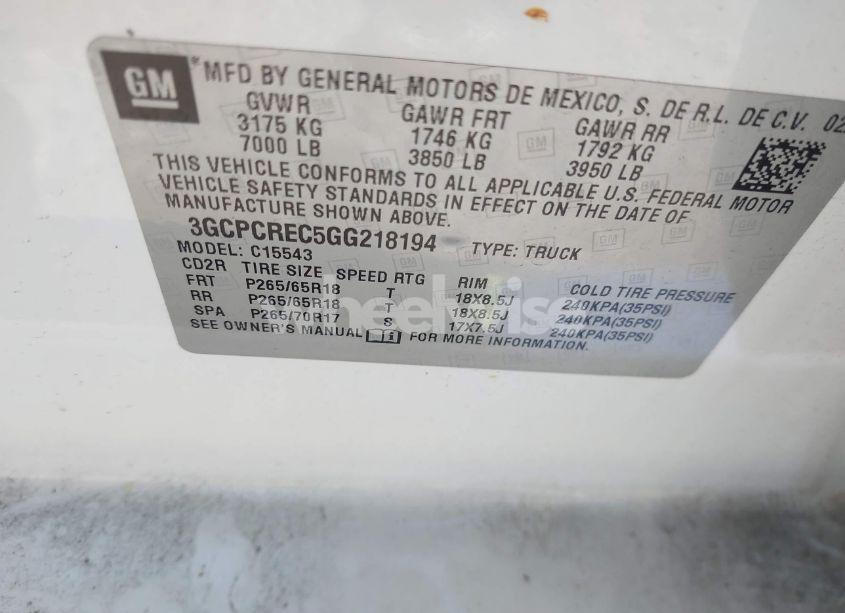 GM
*MFD BY GENERAL MOTORS DE MEXICO, S. DE R.L. DE C.V. 02
GVWR GAWR FRT GAWR RR
3175 KG 1746 KG 1792 KG
7000 LB 3850 LB 3950 LB
THIS VEHICLE CONFORMS TO ALL APPLICABLE U.S. FEDERAL MOTOR
VEHICLE SAFETY STANDARDS IN EFFECT ON THE DATE OF
MANUFACTURE SHOWN ABOVE.
3GCPCREC5GG218194 TYPE: TRUCK
MODEL: C15543
CD2R TIRE SIZE SPEED RTG RIM COLD TIRE PRESSURE
FRT P265/65R18 T 18X8.5J 240KPA(35PSI)
RR P265/65R18 T 18X8.5J 240KPA(35PSI)
SPA P265/70R17 S 17X7.5J 240KPA(35PSI)
SEE OWNER'S MANUAL FOR MORE INFORMATION.